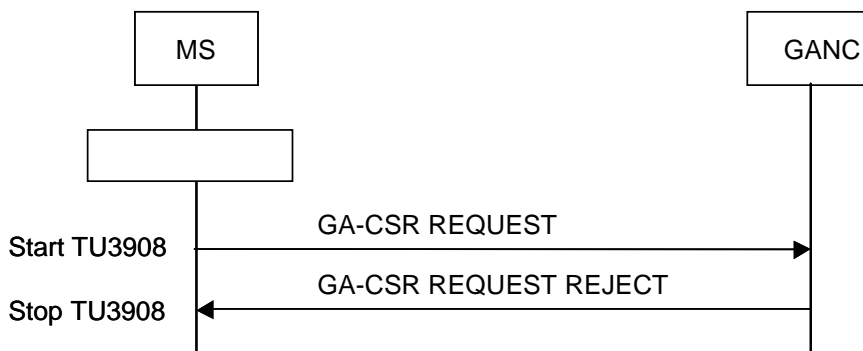 MS
GANC
GA-CSR REQUEST
Start TU3908
GA-CSR REQUEST REJECT
Stop TU3908